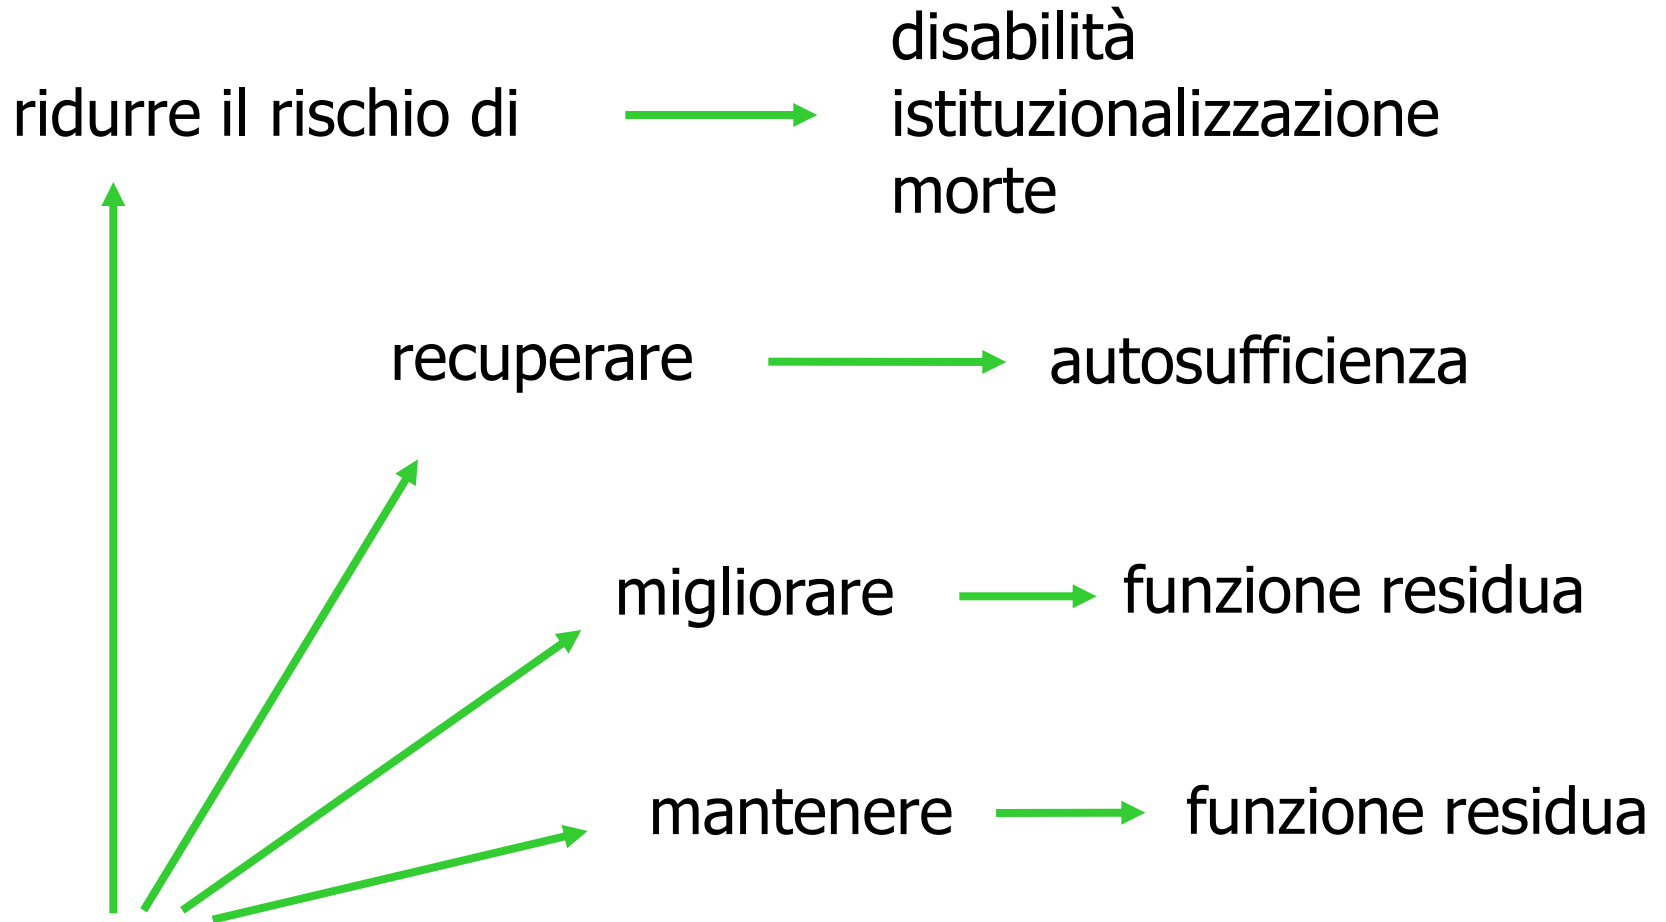 disabilità
ridurre il rischio di
istituzionalizzazione
morte
recuperare
autosufficienza
migliorare
funzione residua
mantenere
funzione residua